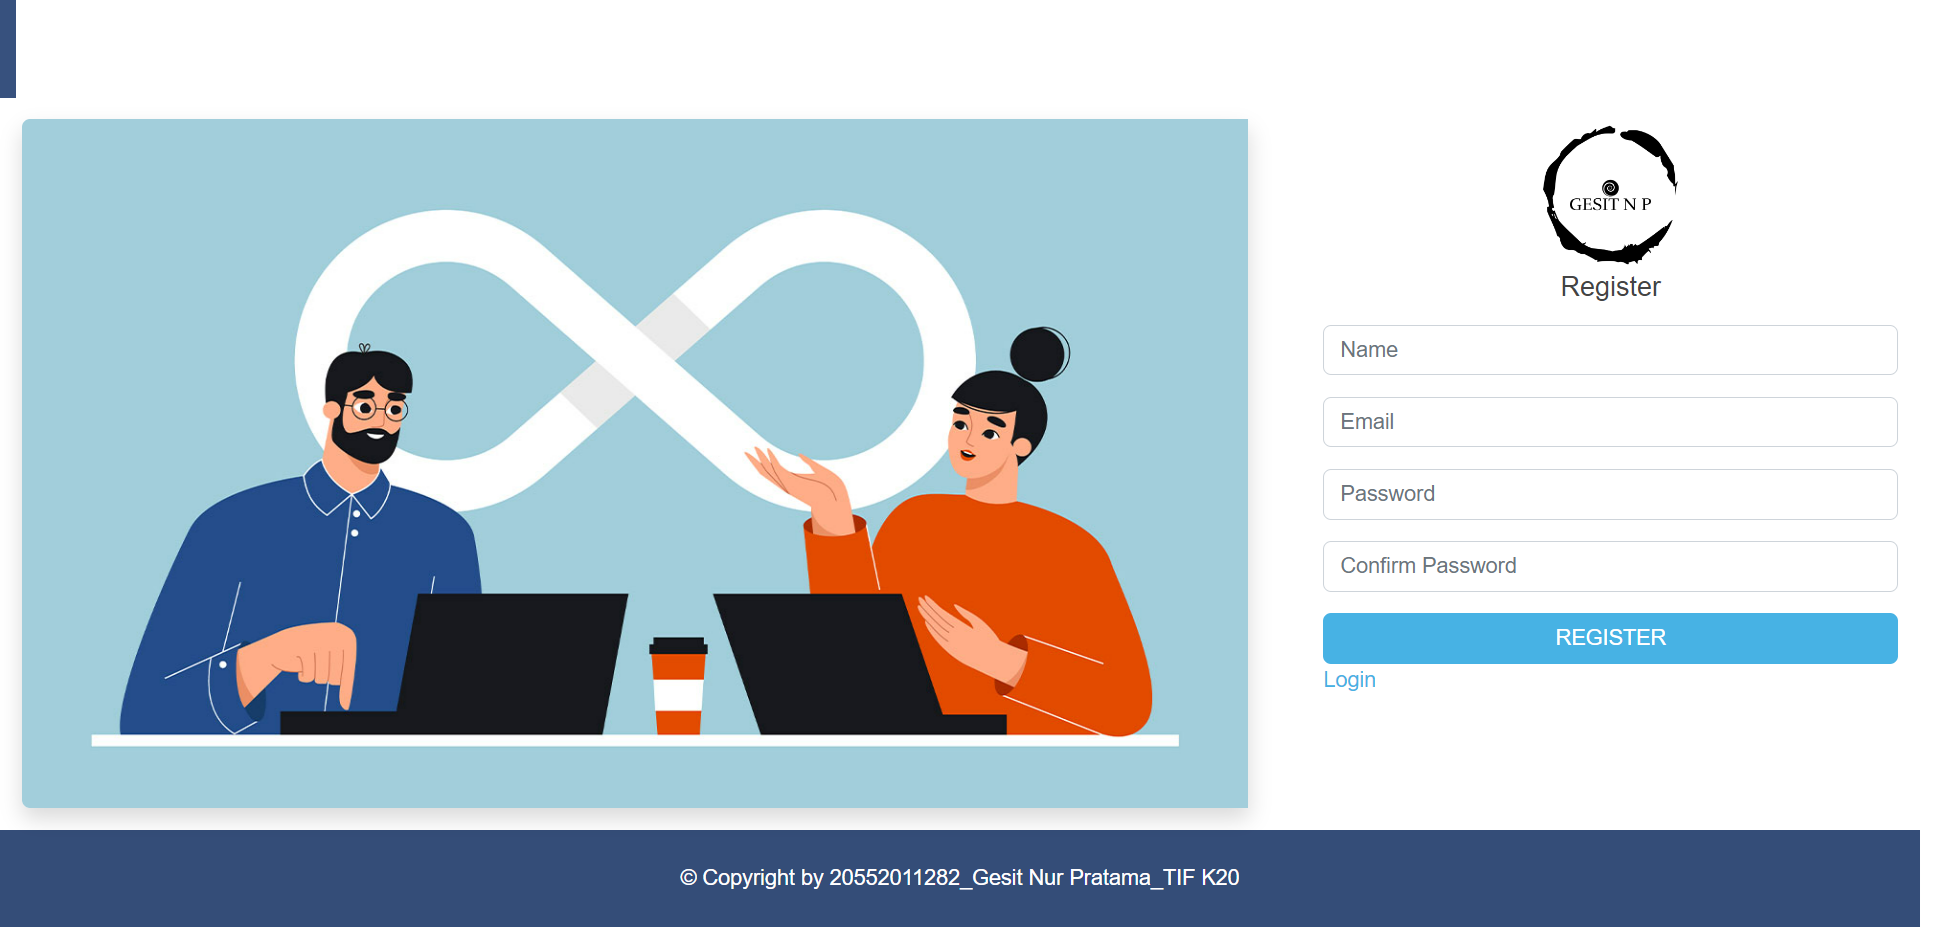 GESIT N P
Register
Name
Email
Password
Confirm Password
REGISTER
Login
© Copyright by 20552011282_Gesit Nur Pratama_TIF K20